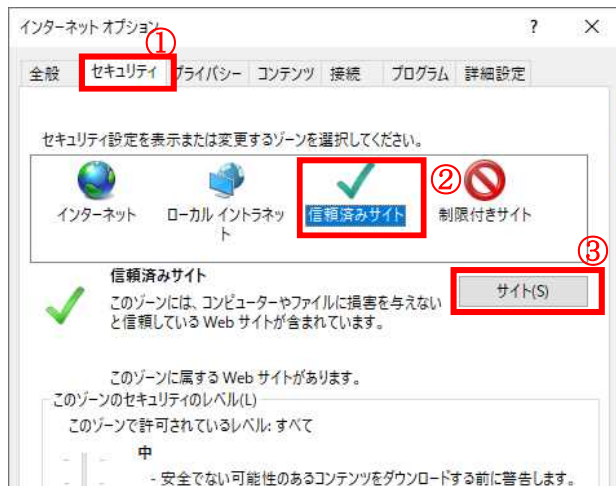 インターネット オプション ? ×
①
全般 セキュリティ プライバシー コンテンツ 接続 プログラム 詳細設定
セキュリティ設定を表示または変更するゾーンを選択してください。
②
インターネット ローカル イントラネット 信頼済みサイト 制限付きサイト
③
信頼済みサイト
サイト(S)
このゾーンには、コンピューターやファイルに損害を与えない
と信頼している Web サイトが含まれています。
このゾーンに属する Web サイトがあります。
このゾーンのセキュリティのレベル(L)
このゾーンで許可されているレベル: すべて
中
- 安全でない可能性のあるコンテンツをダウンロードする前に警告します。